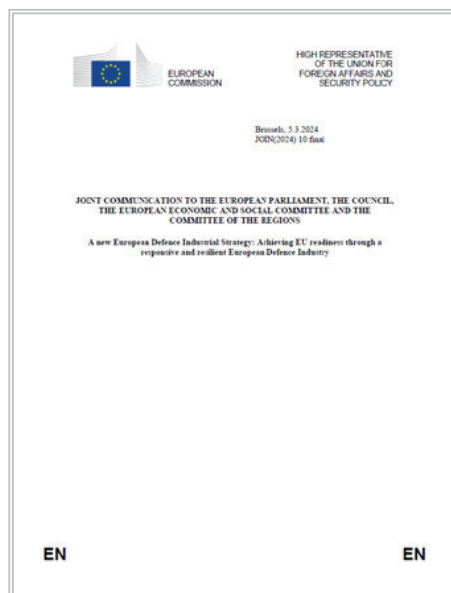 EUROPEAN
COMMISSION
HIGH REPRESENTATIVE
OF THE UNION FOR
FOREIGN AFFAIRS AND
SECURITY POLICY
Brussels, 5.3.2024
JOIN(2024) 10 final
JOINT COMMUNICATION TO THE EUROPEAN PARLIAMENT, THE COUNCIL,
THE EUROPEAN ECONOMIC AND SOCIAL COMMITTEE AND THE
COMMITTEE OF THE REGIONS
A new European Defence Industrial Strategy: Achieving EU readiness through a
responsive and resilient European Defence Industry
EN
EN